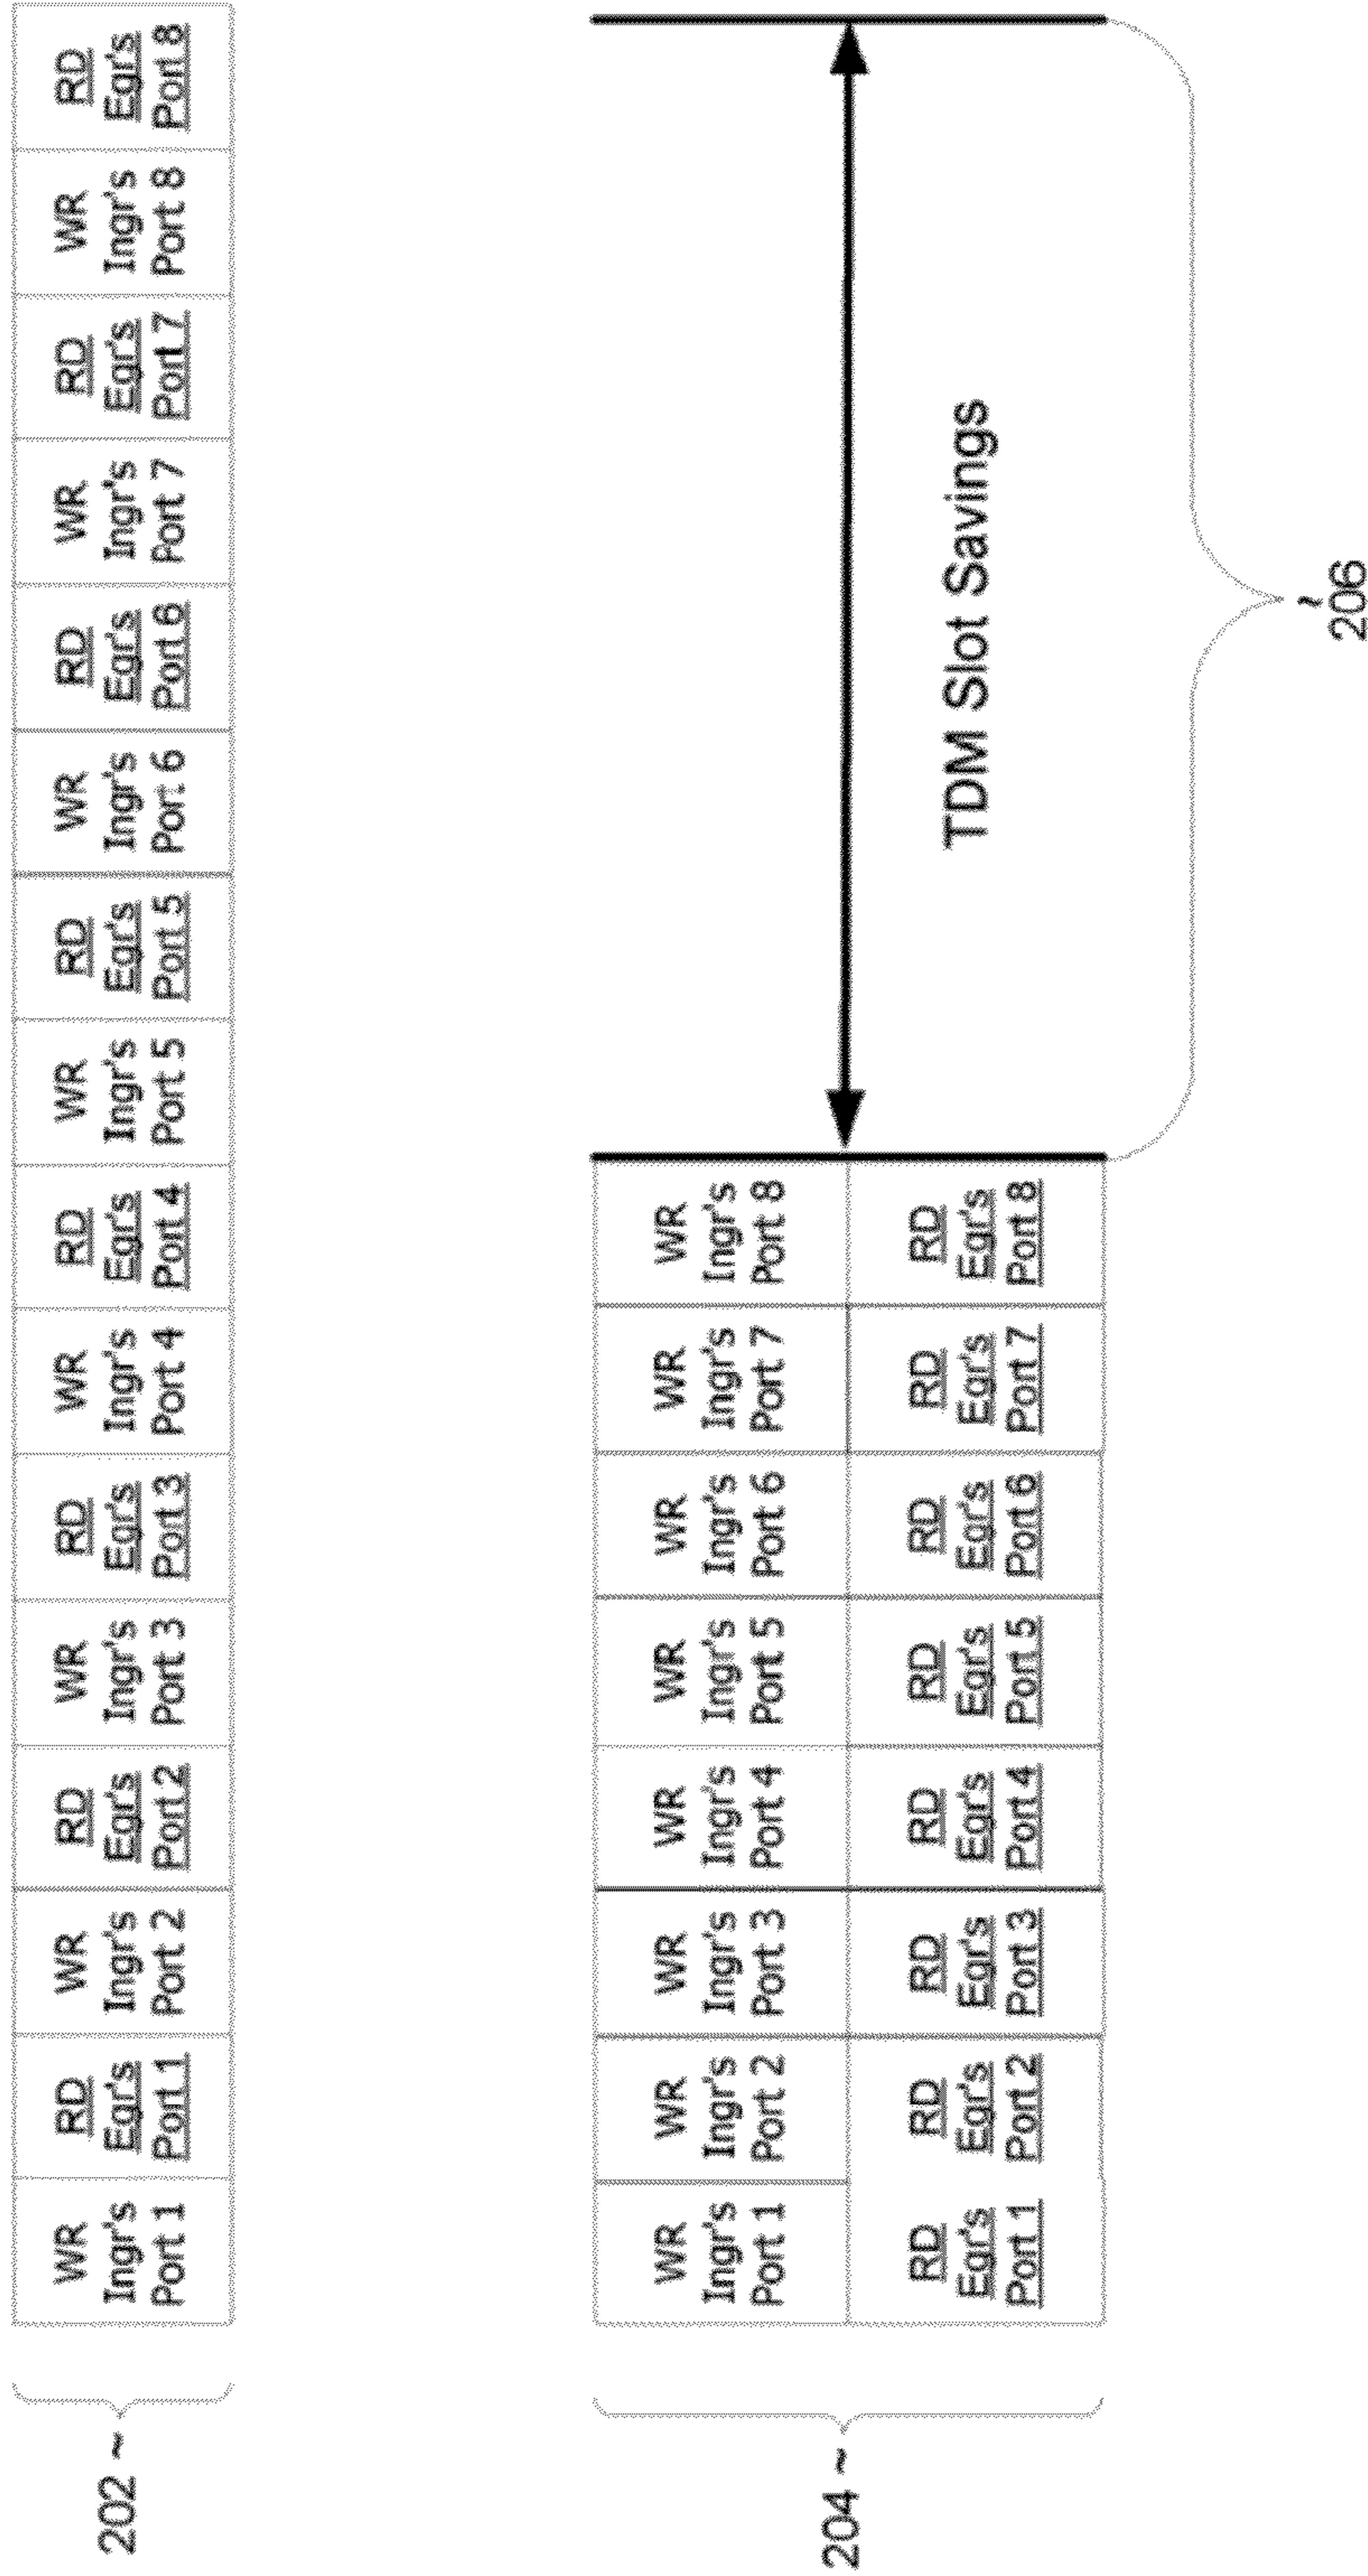 202 ~
WR
Ingr's
Port 1
RD
Egr's
Port 1
WR
Ingr's
Port 2
RD
Egr's
Port 2
WR
Ingr's
Port 3
RD
Egr's
Port 3
WR
Ingr's
Port 4
RD
Egr's
Port 4
WR
Ingr's
Port 5
RD
Egr's
Port 5
WR
Ingr's
Port 6
RD
Egr's
Port 6
WR
Ingr's
Port 7
RD
Egr's
Port 7
WR
Ingr's
Port 8
RD
Egr's
Port 8
204 ~
WR
Ingr's
Port 1
WR
Ingr's
Port 2
WR
Ingr's
Port 3
WR
Ingr's
Port 4
WR
Ingr's
Port 5
WR
Ingr's
Port 6
WR
Ingr's
Port 7
WR
Ingr's
Port 8
RD
Egr's
Port 1
RD
Egr's
Port 2
RD
Egr's
Port 3
RD
Egr's
Port 4
RD
Egr's
Port 5
RD
Egr's
Port 6
RD
Egr's
Port 7
RD
Egr's
Port 8
TDM Slot Savings
~
206